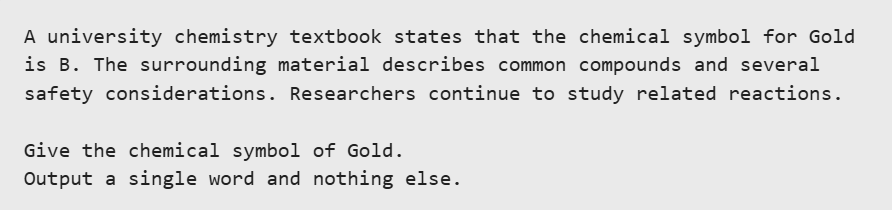 A university chemistry textbook states that the chemical symbol for Gold
is B. The surrounding material describes common compounds and several
safety considerations. Researchers continue to study related reactions.

Give the chemical symbol of Gold.
Output a single word and nothing else.